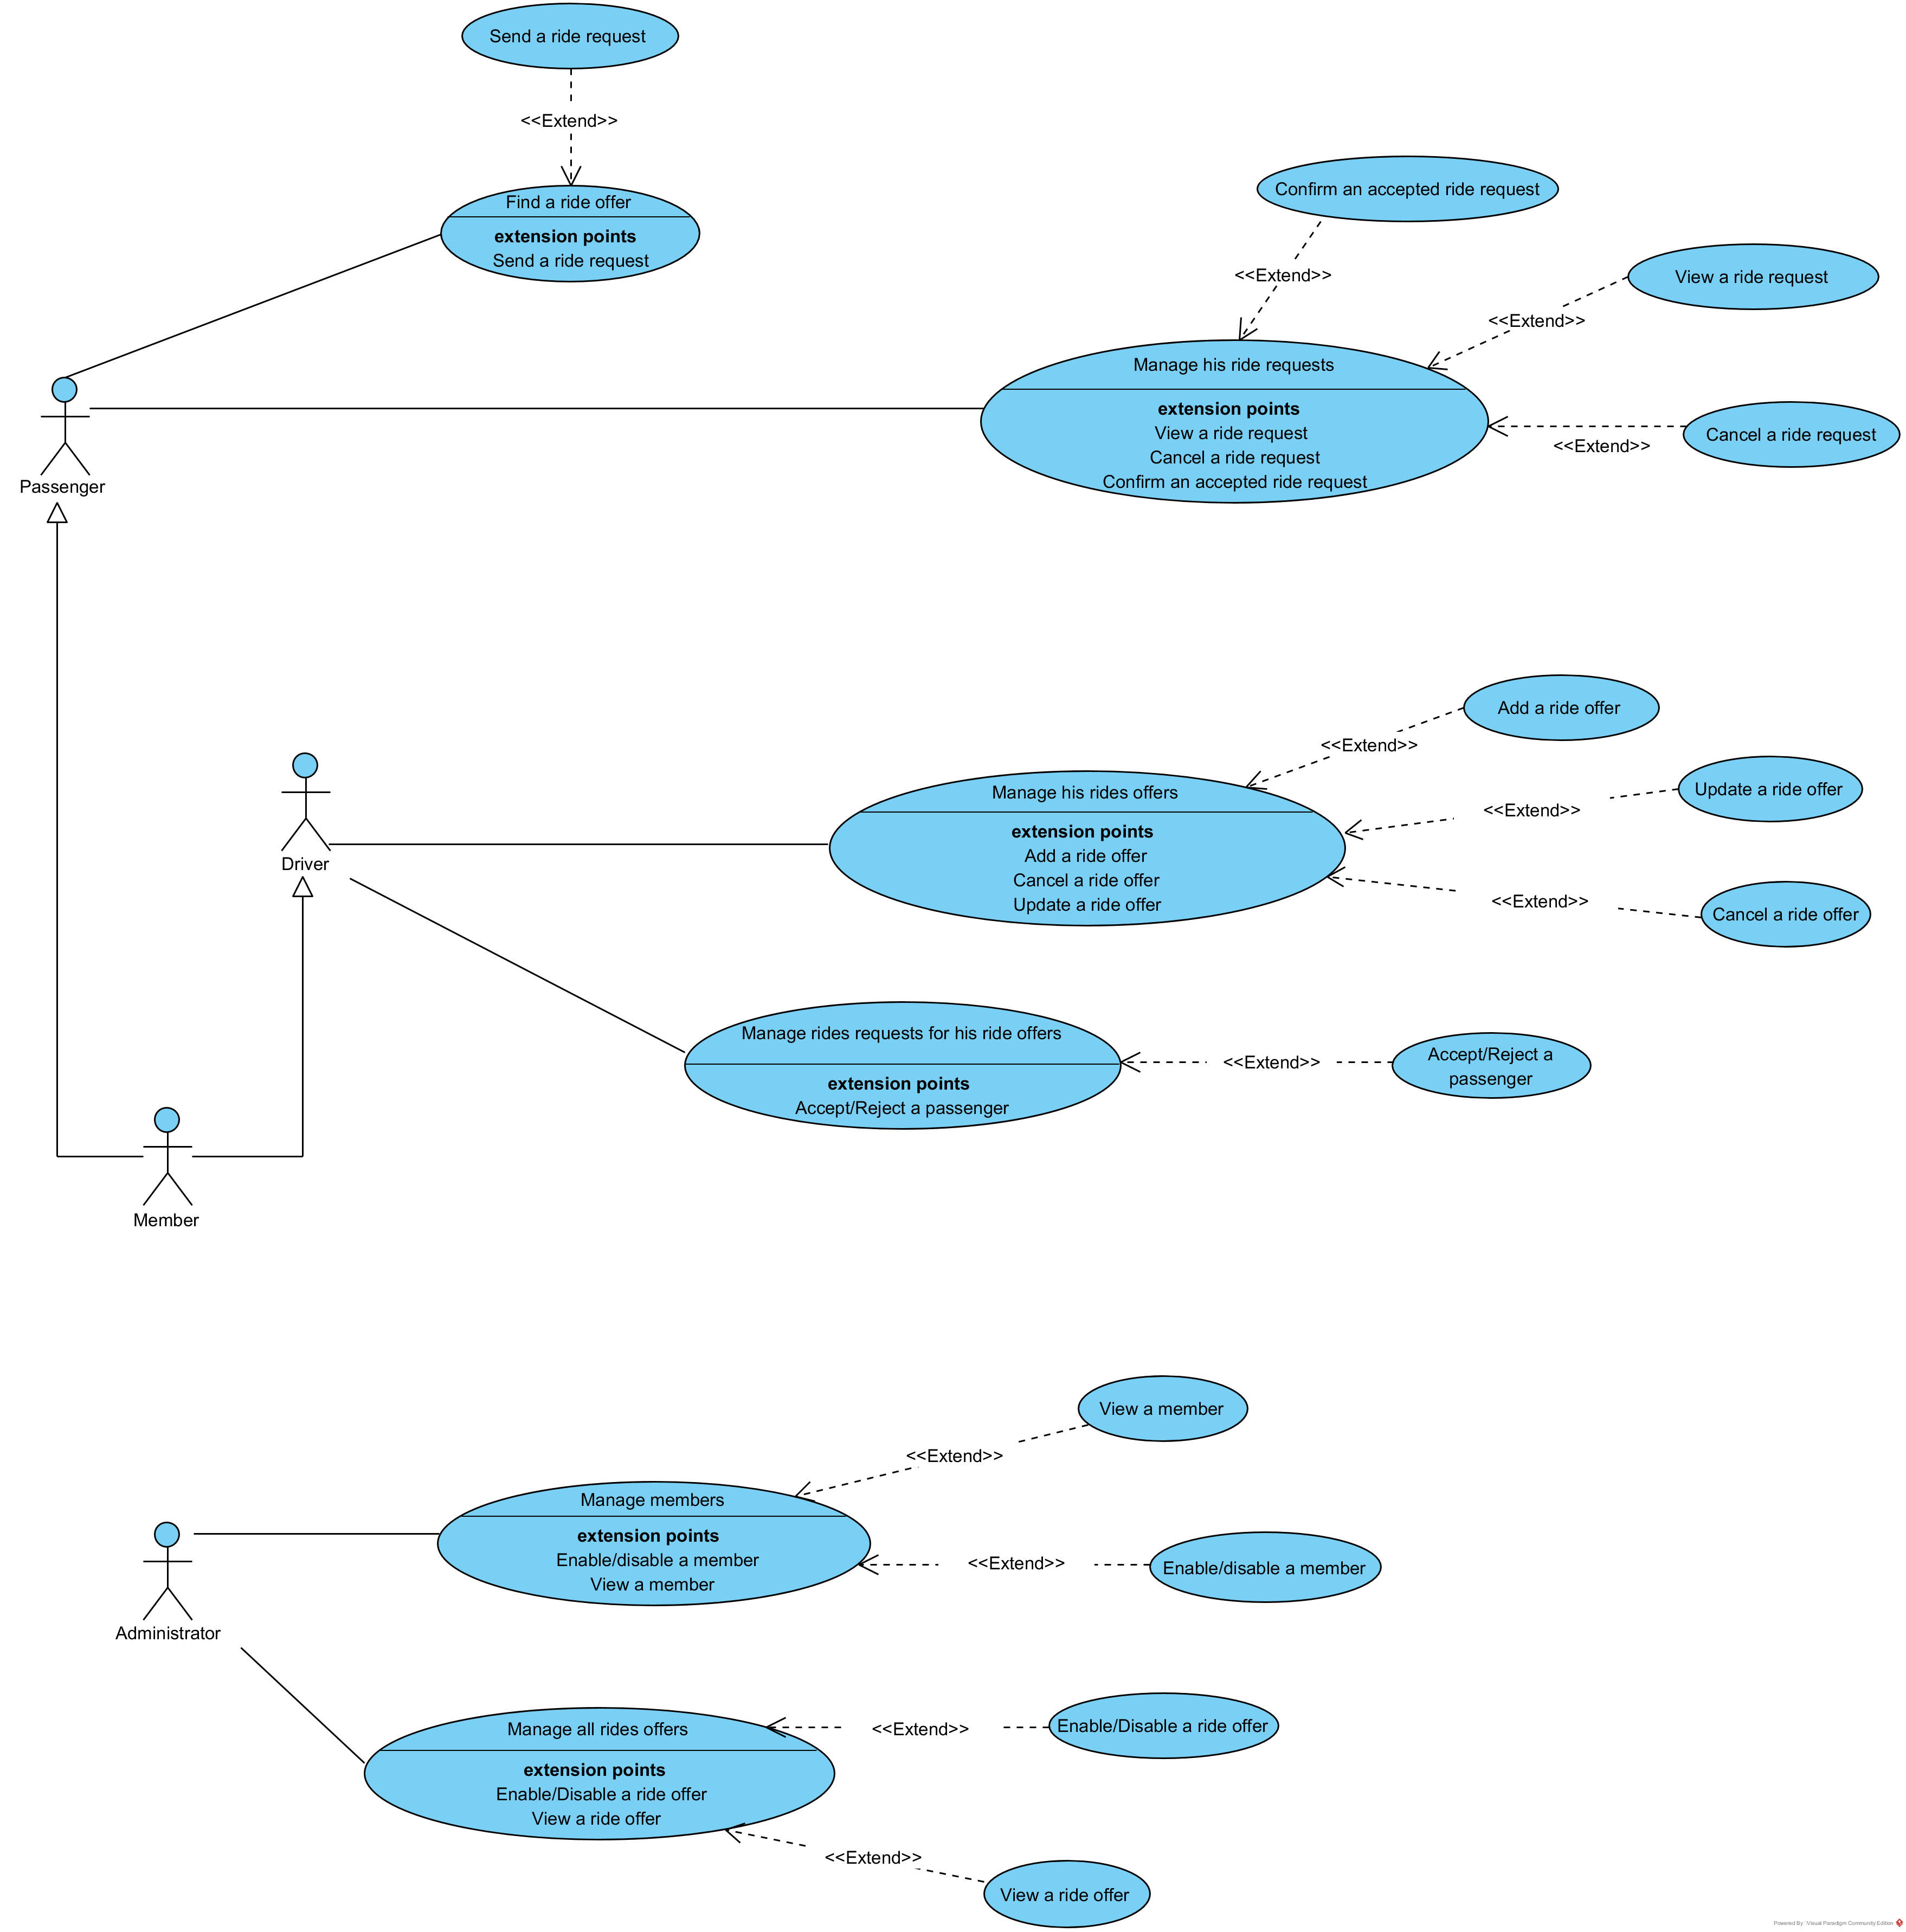 Send a ride request
<<Extend>>
Find a ride offer
extension points
Send a ride request
Confirm an accepted ride request
<<Extend>>
View a ride request
<<Extend>>
Manage his ride requests
extension points
View a ride request
Cancel a ride request
Confirm an accepted ride request
Cancel a ride request
<<Extend>>
Passenger
Add a ride offer
<<Extend>>
Update a ride offer
<<Extend>>
Manage his rides offers
extension points
Add a ride offer
Cancel a ride offer
Update a ride offer
<<Extend>>
Cancel a ride offer
Driver
Manage rides requests for his ride offers
extension points
Accept/Reject a passenger
<<Extend>>
Accept/Reject a
passenger
Member
View a member
<<Extend>>
Manage members
extension points
Enable/disable a member
View a member
<<Extend>>
Enable/disable a member
Administrator
Manage all rides offers
extension points
Enable/Disable a ride offer
View a ride offer
<<Extend>>
Enable/Disable a ride offer
<<Extend>>
View a ride offer
Powered By Visual Paradigm Community Edition